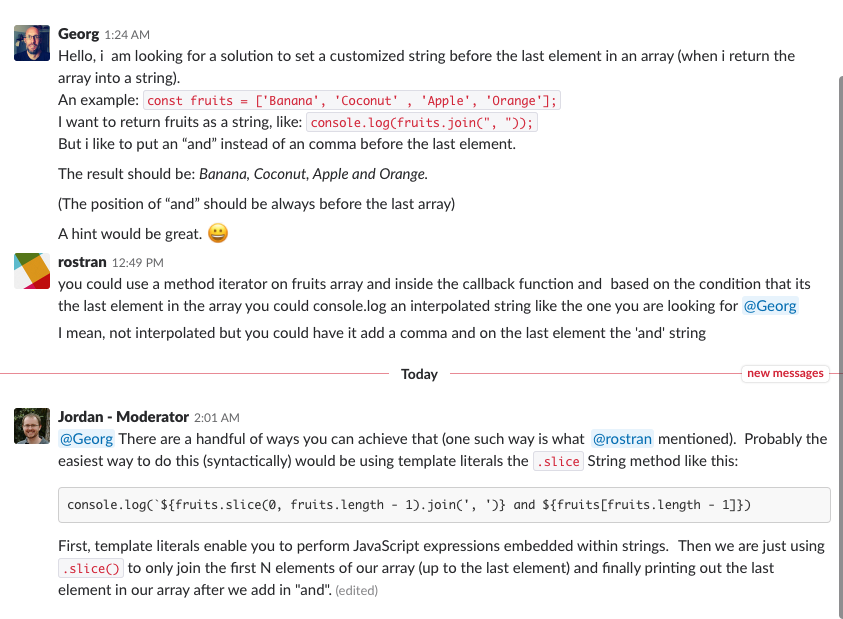 Georg 1:24 AM
Hello, i am looking for a solution to set a customized string before the last element in an array (when i return the
array into a string).
An example: const fruits = ['Banana', 'Coconut' , 'Apple', 'Orange'];
I want to return fruits as a string, like: console.log(fruits.join(", "));
But i like to put an “and” instead of an comma before the last element.
The result should be: Banana, Coconut, Apple and Orange.
(The position of “and” should be always before the last array)
A hint would be great. 😀
rostran 12:49 PM
you could use a method iterator on fruits array and inside the callback function and based on the condition that its
the last element in the array you could console.log an interpolated string like the one you are looking for @Georg
I mean, not interpolated but you could have it add a comma and on the last element the 'and' string
Today
new messages
Jordan - Moderator 2:01 AM
@Georg There are a handful of ways you can achieve that (one such way is what @rostran mentioned). Probably the
easiest way to do this (syntactically) would be using template literals the .slice String method like this:
console.log(`${fruits.slice(0, fruits.length - 1).join(', ')} and ${fruits[fruits.length - 1]})
First, template literals enable you to perform JavaScript expressions embedded within strings. Then we are just using
.slice() to only join the first N elements of our array (up to the last element) and finally printing out the last
element in our array after we add in "and". (edited)